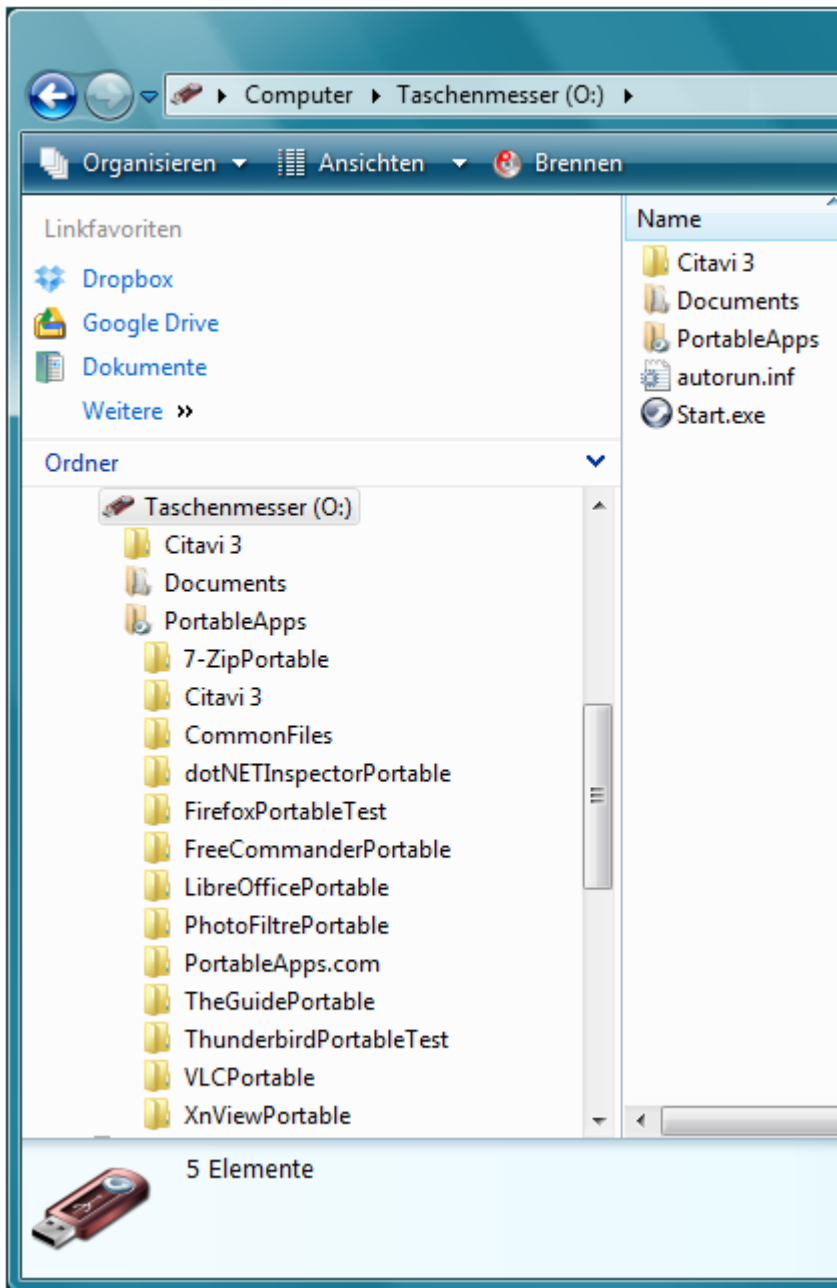 Computer Taschenmesser (O:)
Organisieren Ansichten Brennen
Linkfavoriten
Dropbox
Google Drive
Dokumente
Weitere »
Ordner
Taschenmesser (O:)
Citavi 3
Documents
PortableApps
7-ZipPortable
Citavi 3
CommonFiles
dotNETInspectorPortable
FirefoxPortableTest
FreeCommanderPortable
LibreOfficePortable
PhotoFiltrePortable
PortableApps.com
TheGuidePortable
ThunderbirdPortableTest
VLCPortable
XnViewPortable
Name
Citavi 3
Documents
PortableApps
autorun.inf
Start.exe
5 Elemente